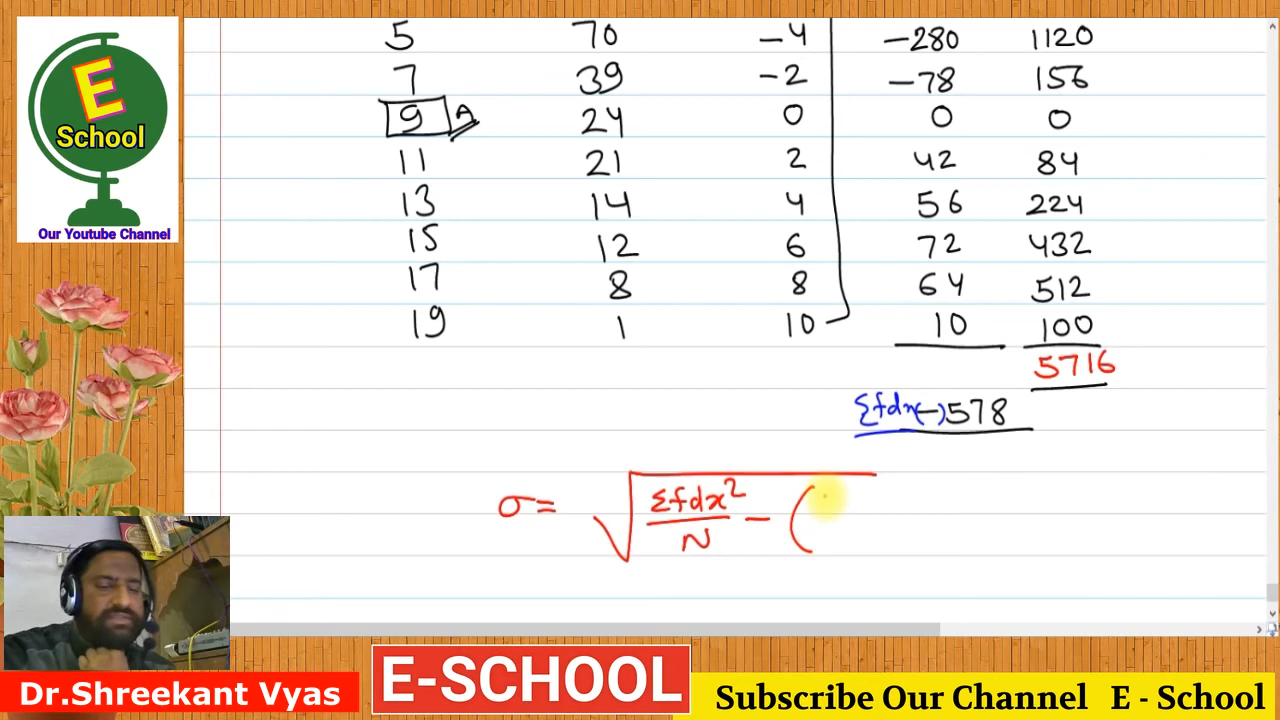 5 70 -4 -280 1120
7 39 -2 -78 156
9 A 24 0 0 0
11 21 2 42 84
13 14 4 56 224
15 12 6 72 432
17 8 8 64 512
19 1 10 10 100
5716
Σfdx(-)578
σ= √ Σfdx² / N - (
E
School
Our Youtube Channel
Dr.Shreekant Vyas
E-SCHOOL
Subscribe Our Channel E - School